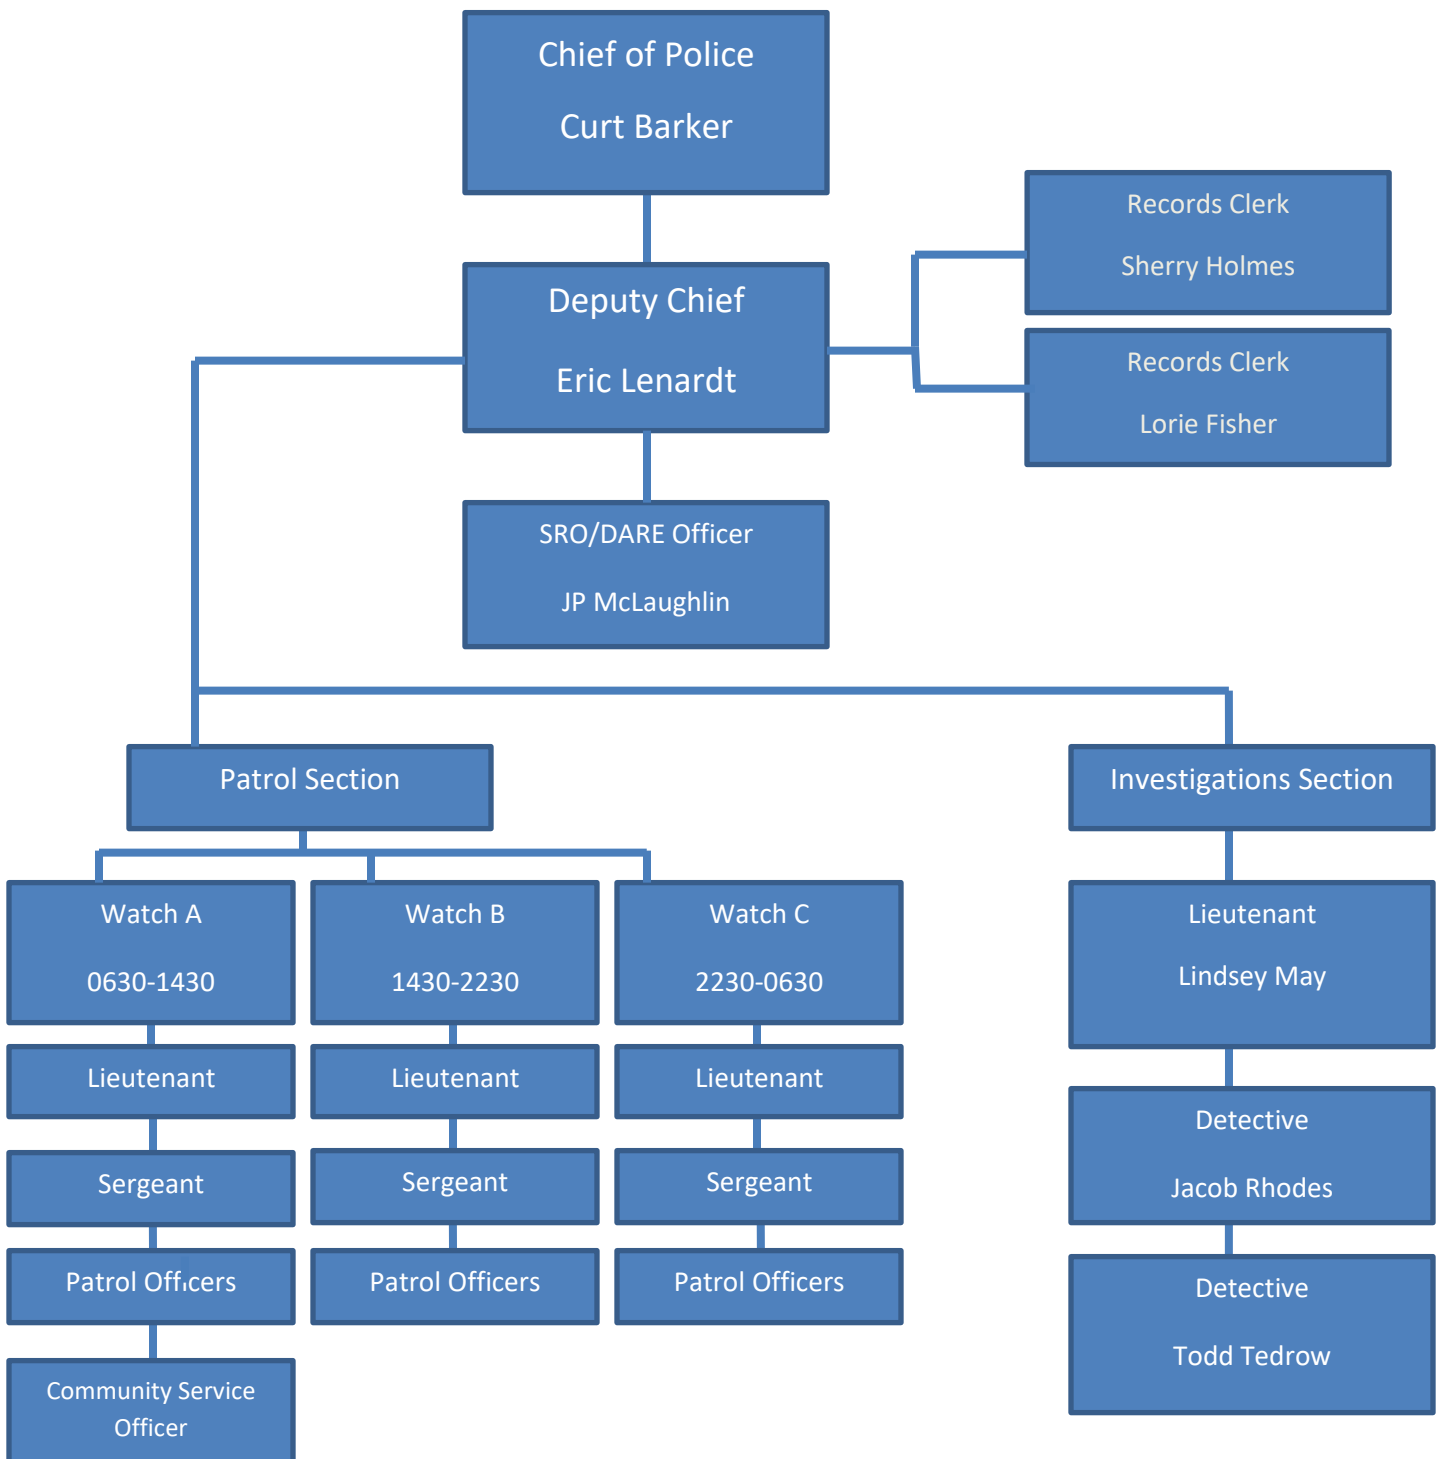 Chief of Police
Curt Barker
Records Clerk
Sherry Holmes
Deputy Chief
Eric Lenardt
Records Clerk
Lorie Fisher
SRO/DARE Officer
JP McLaughlin
Patrol Section
Investigations Section
Watch A
0630-1430
Watch B
1430-2230
Watch C
2230-0630
Lieutenant
Lindsey May
Lieutenant
Lieutenant
Lieutenant
Detective
Jacob Rhodes
Sergeant
Sergeant
Sergeant
Patrol Officers
Patrol Officers
Patrol Officers
Detective
Todd Tedrow
Community Service
Officer